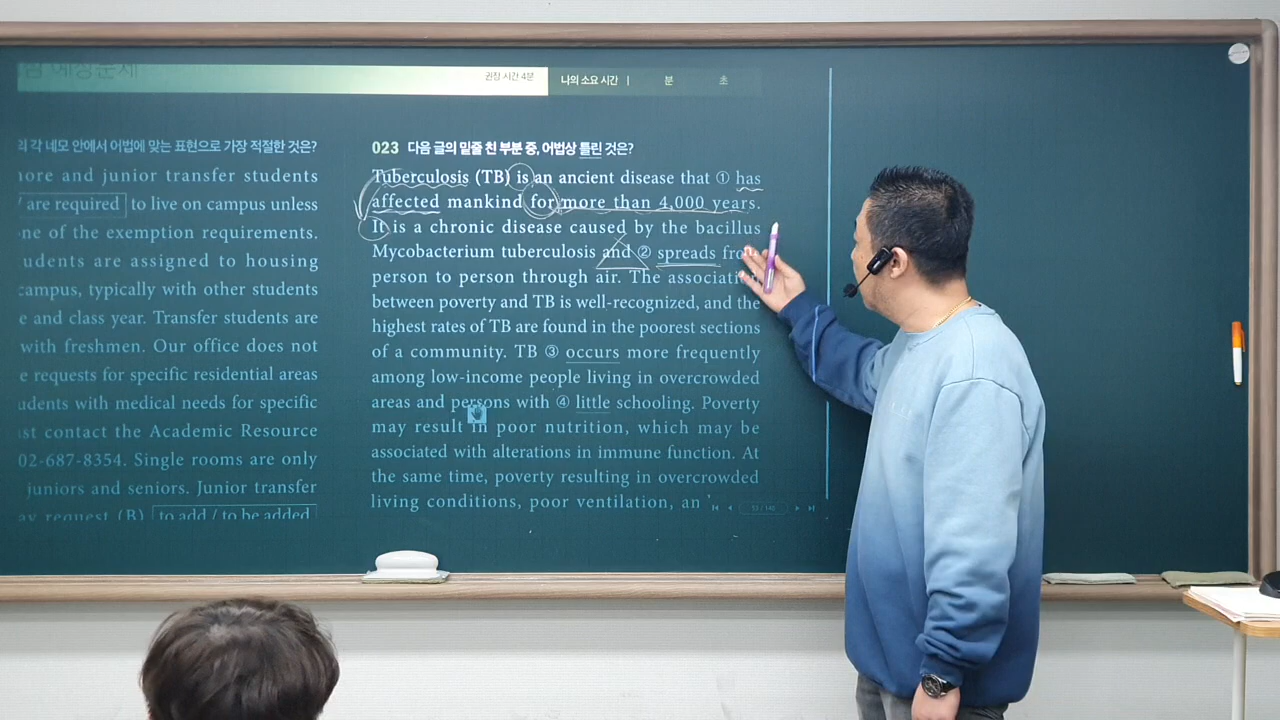 권장 시간 4분 나의 소요 시간 | 분 초
의 각 네모 안에서 어법에 맞는 표현으로 가장 적절한 것은?
more and junior transfer students
/ are required to live on campus unless
ne of the exemption requirements.
udents are assigned to housing
campus, typically with other students
e and class year. Transfer students are
with freshmen. Our office does not
e requests for specific residential areas
udents with medical needs for specific
st contact the Academic Resource
02-687-8354. Single rooms are only
juniors and seniors. Junior transfer
ay request (B) to add / to be added
023 다음 글의 밑줄 친 부분 중, 어법상 틀린 것은?
Tuberculosis (TB) is an ancient disease that ① has
affected mankind for more than 4,000 years.
It is a chronic disease caused by the bacillus
Mycobacterium tuberculosis and ② spreads from
person to person through air. The association
between poverty and TB is well-recognized, and the
highest rates of TB are found in the poorest sections
of a community. TB ③ occurs more frequently
among low-income people living in overcrowded
areas and persons with ④ little schooling. Poverty
may result in poor nutrition, which may be
associated with alterations in immune function. At
the same time, poverty resulting in overcrowded
living conditions, poor ventilation, an